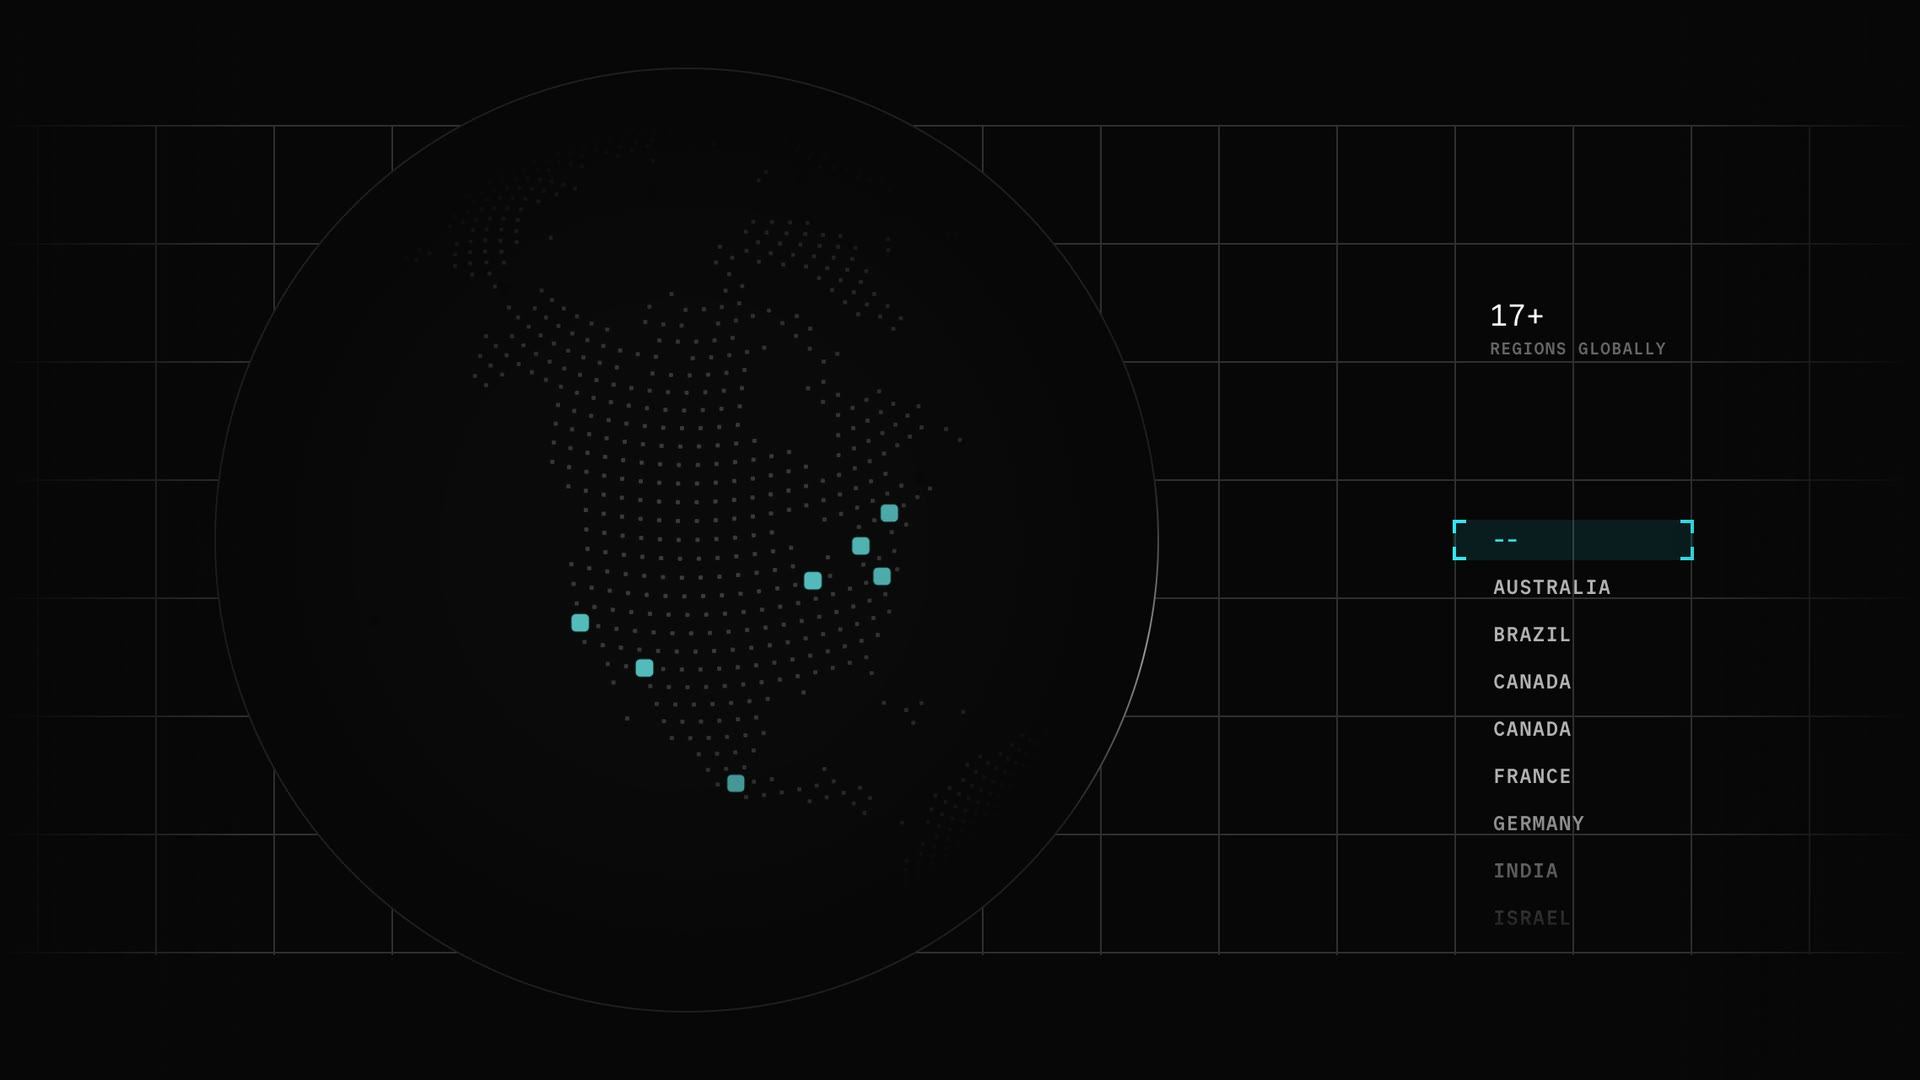 17+
REGIONS GLOBALLY
--
AUSTRALIA
BRAZIL
CANADA
CANADA
FRANCE
GERMANY
INDIA
ISRAEL